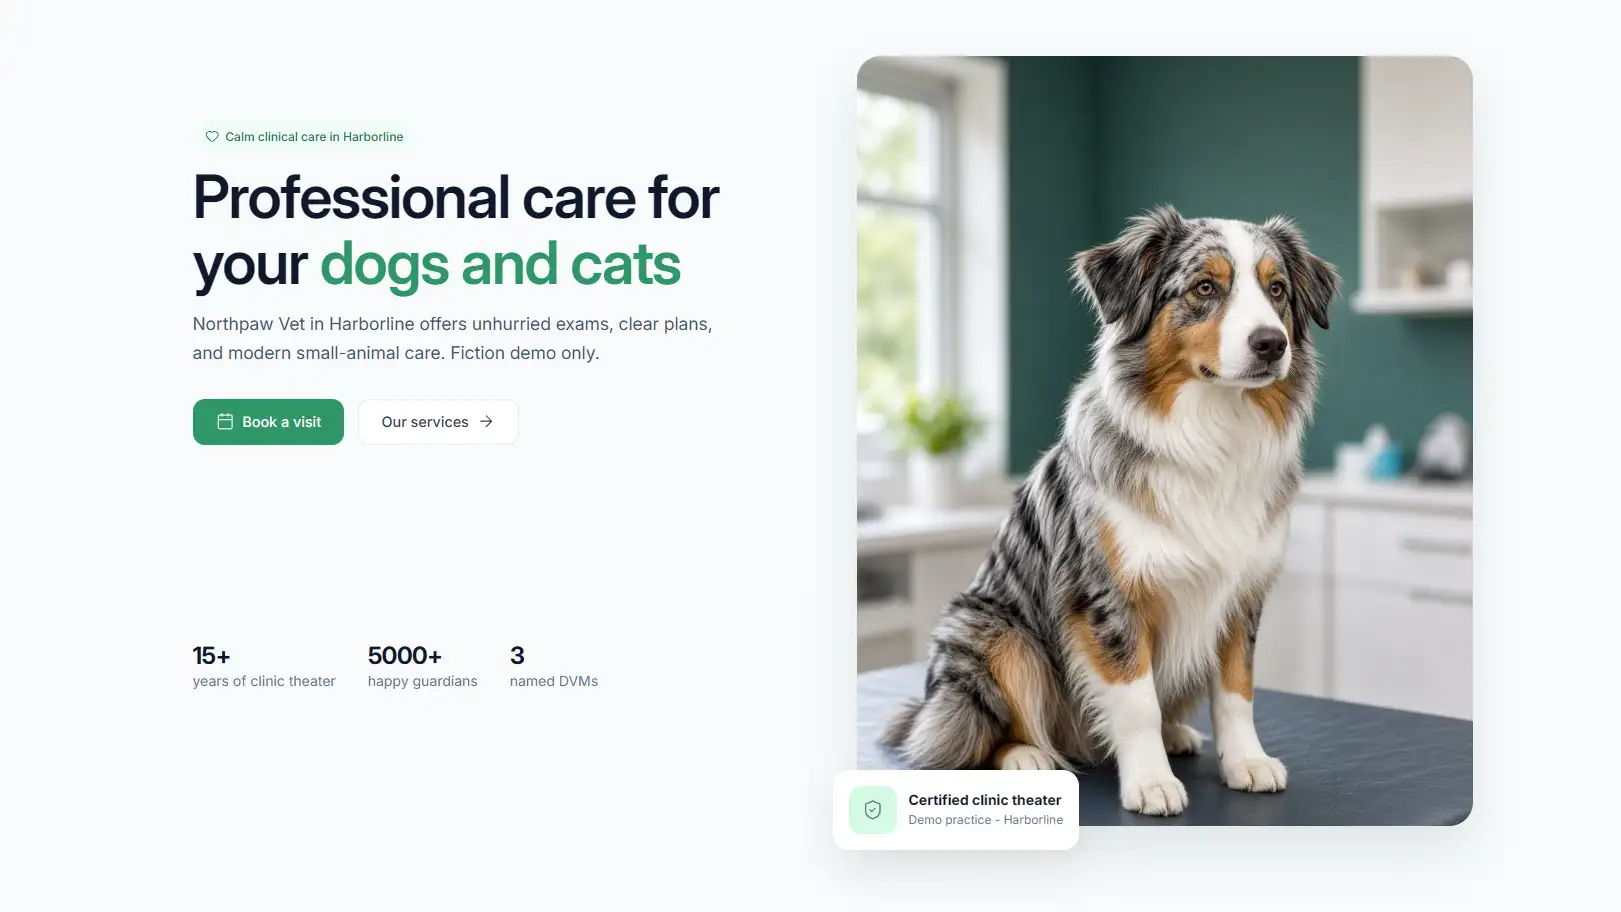 Calm clinical care in Harborline
Professional care for
your dogs and cats
Northpaw Vet in Harborline offers unhurried exams, clear plans,
and modern small-animal care. Fiction demo only.
Book a visit
Our services
15+
years of clinic theater
5000+
happy guardians
3
named DVMs
Certified clinic theater
Demo practice - Harborline